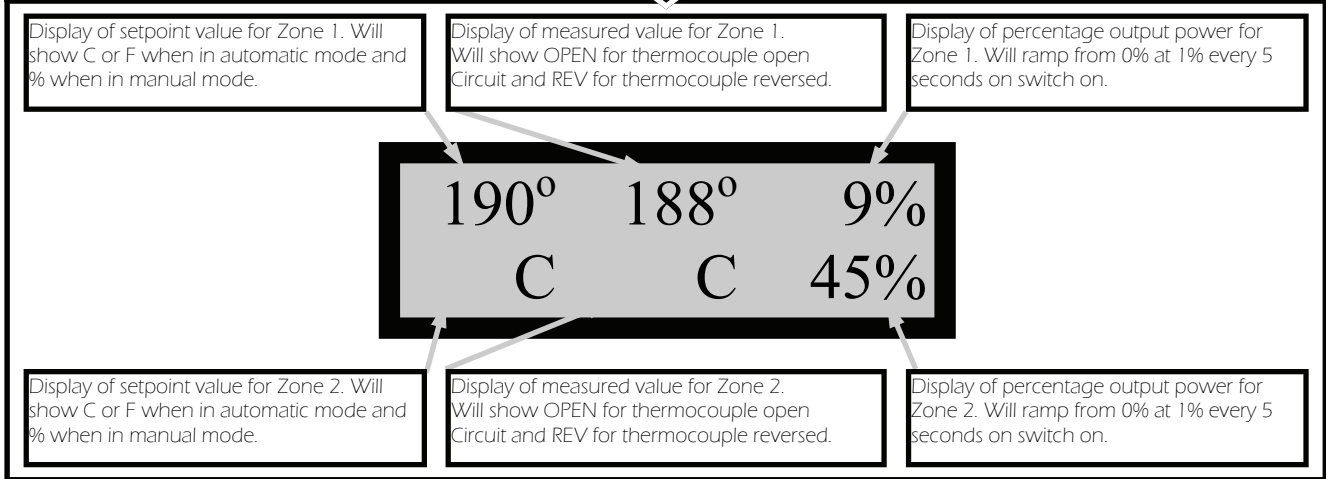 Display of setpoint value for Zone 1. Will
show C or F when in automatic mode and
% when in manual mode.
Display of measured value for Zone 1.
Will show OPEN for thermocouple open
Circuit and REV for thermocouple reversed.
Display of percentage output power for
Zone 1. Will ramp from 0% at 1% every 5
seconds on switch on.
190º 188º 9%
C C 45%
Display of setpoint value for Zone 2. Will
show C or F when in automatic mode and
% when in manual mode.
Display of measured value for Zone 2.
Will show OPEN for thermocouple open
Circuit and REV for thermocouple reversed.
Display of percentage output power for
Zone 2. Will ramp from 0% at 1% every 5
seconds on switch on.